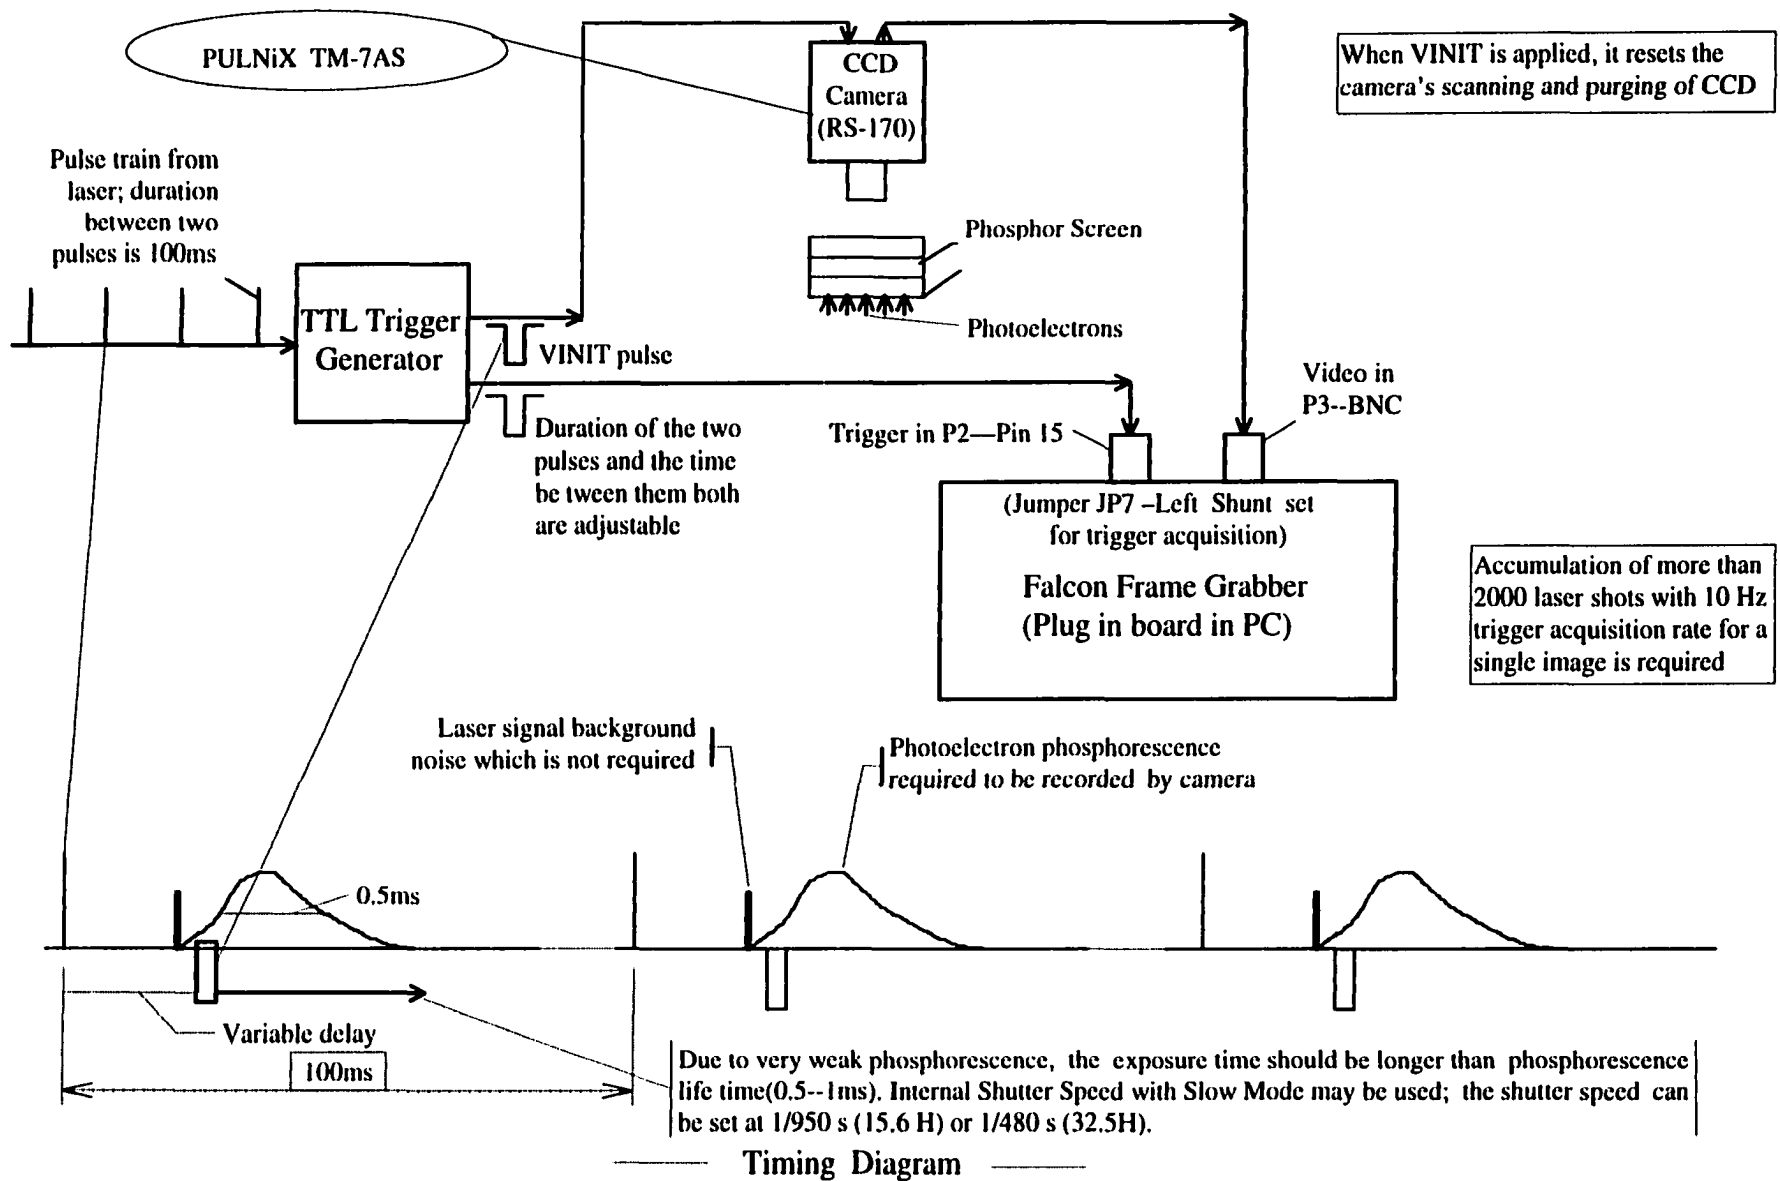 PULNiX TM-7AS
CCD
Camera
(RS-170)
When VINIT is applied, it resets the
camera's scanning and purging of CCD
Pulse train from
laser; duration
between two
pulses is 100ms
Phosphor Screen
Photoelectrons
TTL Trigger
Generator
VINIT pulse
Duration of the two
pulses and the time
be tween them both
are adjustable
Video in
P3--BNC
Trigger in P2—Pin 15
(Jumper JP7 –Left Shunt set
for trigger acquisition)
Falcon Frame Grabber
(Plug in board in PC)
Accumulation of more than
2000 laser shots with 10 Hz
trigger acquisition rate for a
single image is required
Laser signal background
noise which is not required
Photoelectron phosphorescence
required to be recorded by camera
0.5ms
Variable delay
100ms
Due to very weak phosphorescence, the exposure time should be longer than phosphorescence
life time(0.5--1ms). Internal Shutter Speed with Slow Mode may be used; the shutter speed can
be set at 1/950 s (15.6 H) or 1/480 s (32.5H).
Timing Diagram